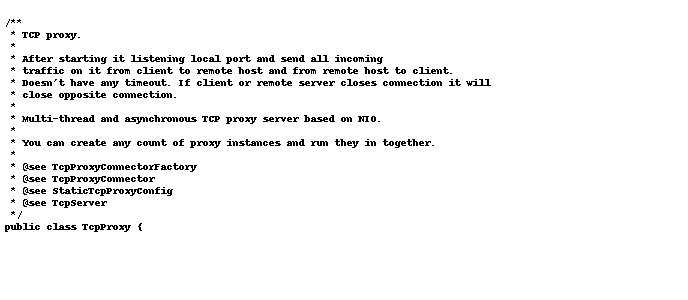 /**
 * TCP proxy.
 *
 * After starting it listening local port and send all incoming
 * traffic on it from client to remote host and from remote host to client.
 * Doesn't have any timeout. If client or remote server closes connection it will
 * close opposite connection.
 *
 * Multi-thread and asynchronous TCP proxy server based on NIO.
 *
 * You can create any count of proxy instances and run they in together.
 *
 * @see TcpProxyConnectorFactory
 * @see TcpProxyConnector
 * @see StaticTcpProxyConfig
 * @see TcpServer
 */
public class TcpProxy {